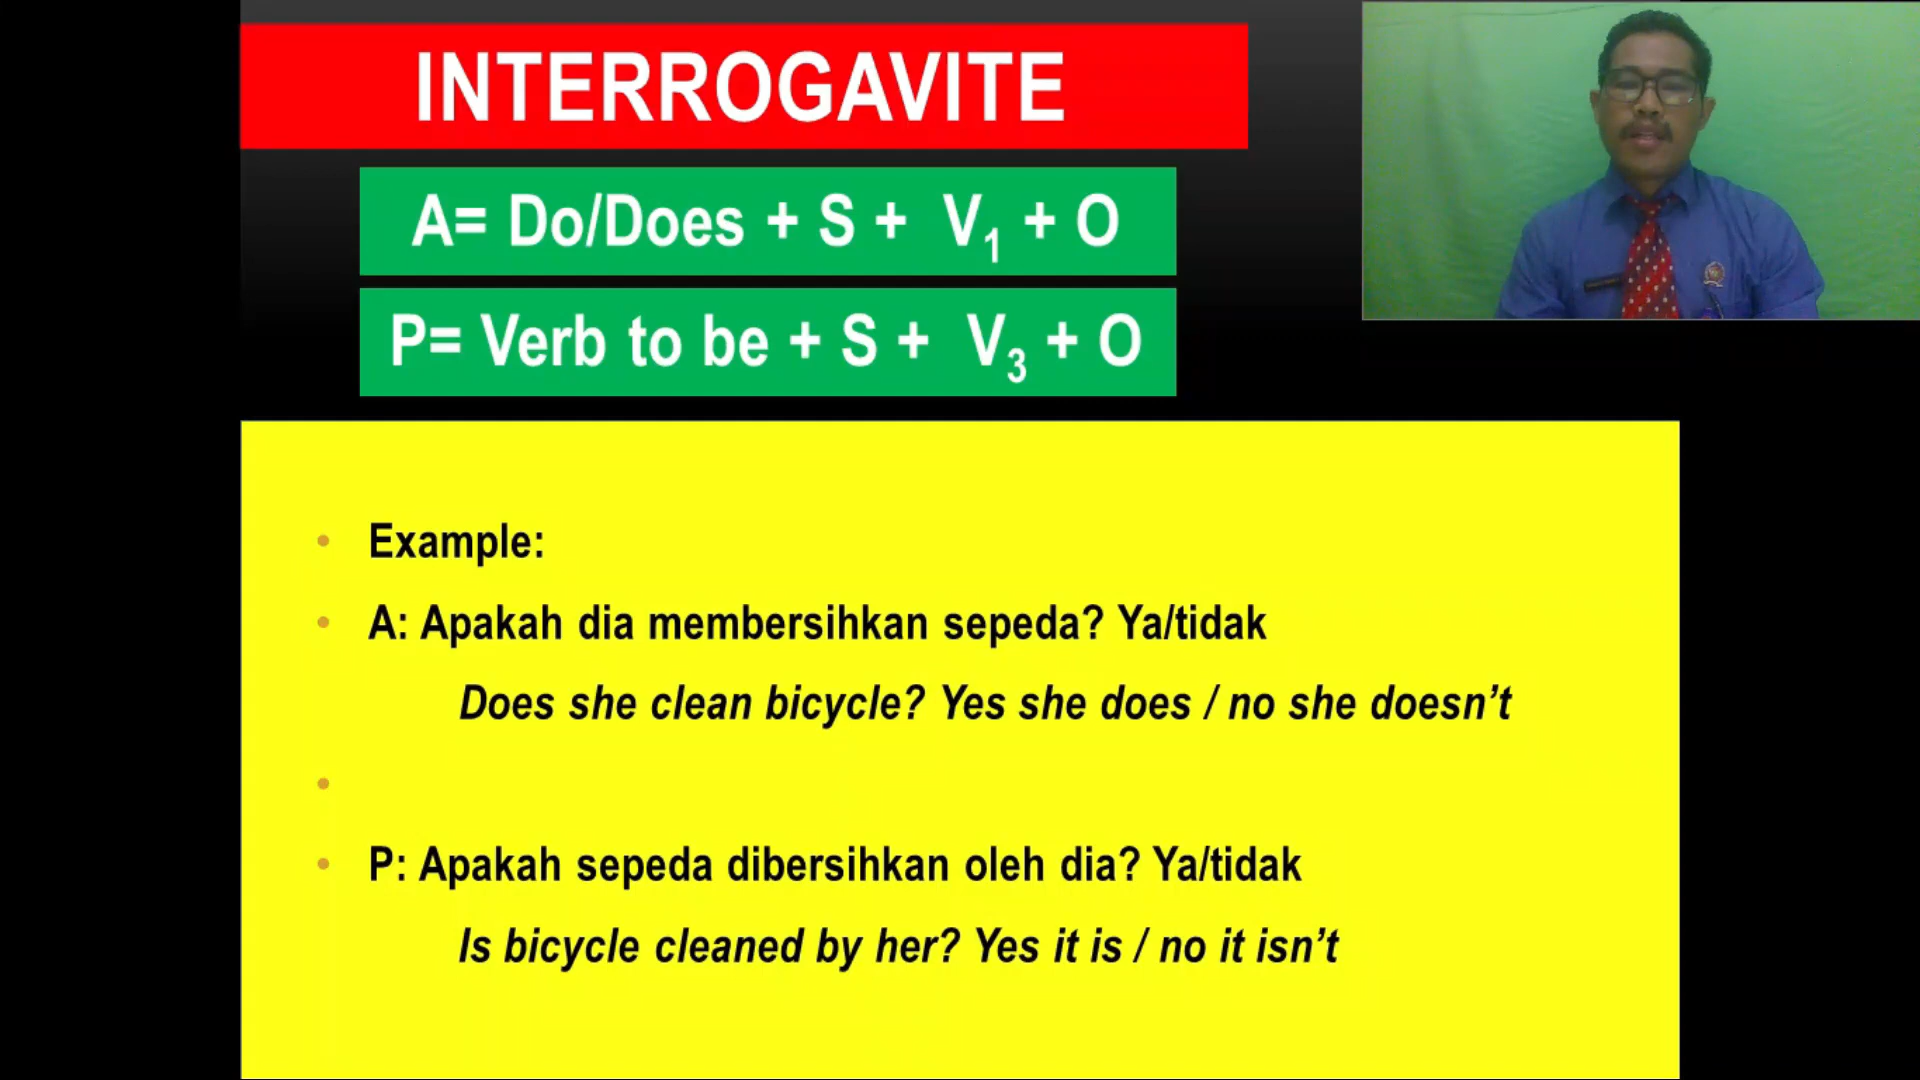 INTERROGAVITE
A= Do/Does + S + V₁ + O
P= Verb to be + S + V₃ + O
• Example:
• A: Apakah dia membersihkan sepeda? Ya/tidak
Does she clean bicycle? Yes she does / no she doesn’t
•
• P: Apakah sepeda dibersihkan oleh dia? Ya/tidak
Is bicycle cleaned by her? Yes it is / no it isn’t